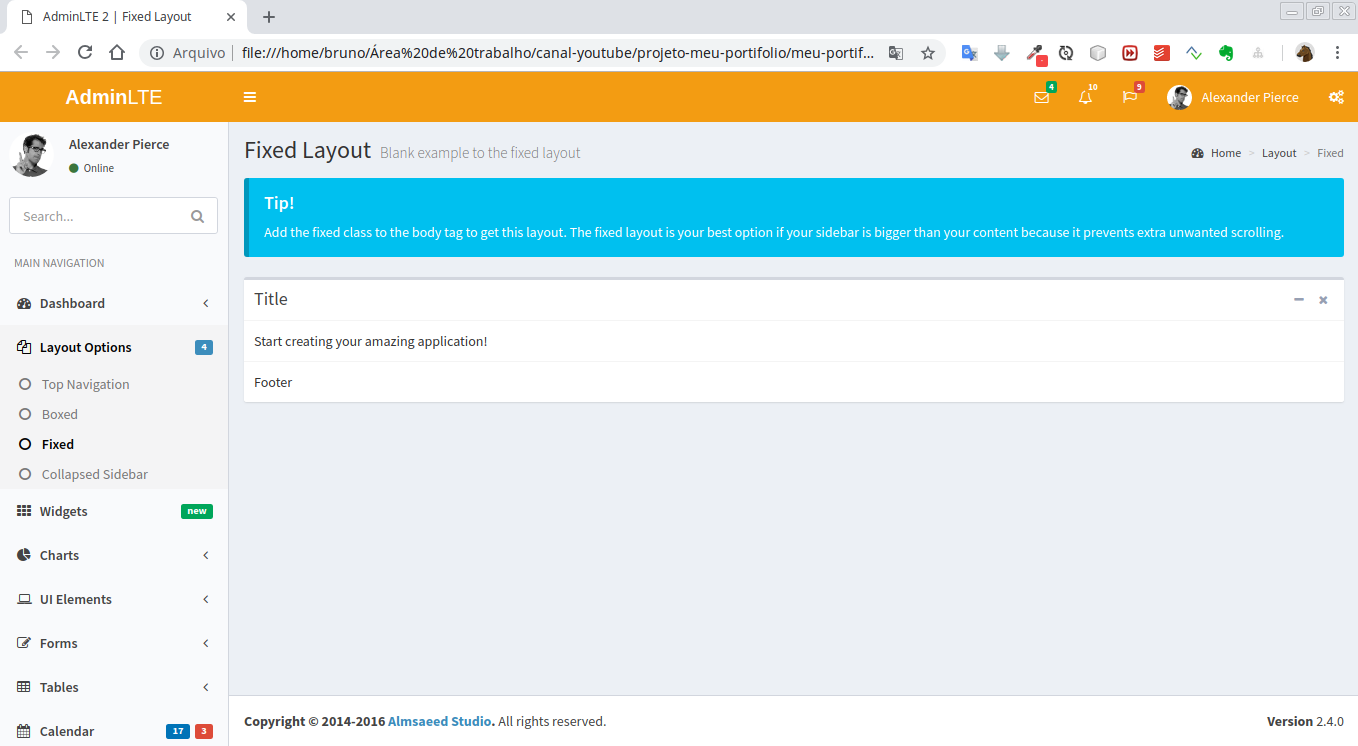 AdminLTE 2 | Fixed Layout
Arquivo | file:///home/bruno/Área%20de%20trabalho/canal-youtube/projeto-meu-portifolio/meu-portif...
AdminLTE
4
10
9
Alexander Pierce
Alexander Pierce
Online
Search...
MAIN NAVIGATION
Dashboard
Layout Options 4
Top Navigation
Boxed
Fixed
Collapsed Sidebar
Widgets new
Charts
UI Elements
Forms
Tables
Calendar 17 3
Fixed Layout Blank example to the fixed layout
Home > Layout > Fixed
Tip!
Add the fixed class to the body tag to get this layout. The fixed layout is your best option if your sidebar is bigger than your content because it prevents extra unwanted scrolling.
Title
Start creating your amazing application!
Footer
Copyright © 2014-2016 Almsaeed Studio. All rights reserved.
Version 2.4.0